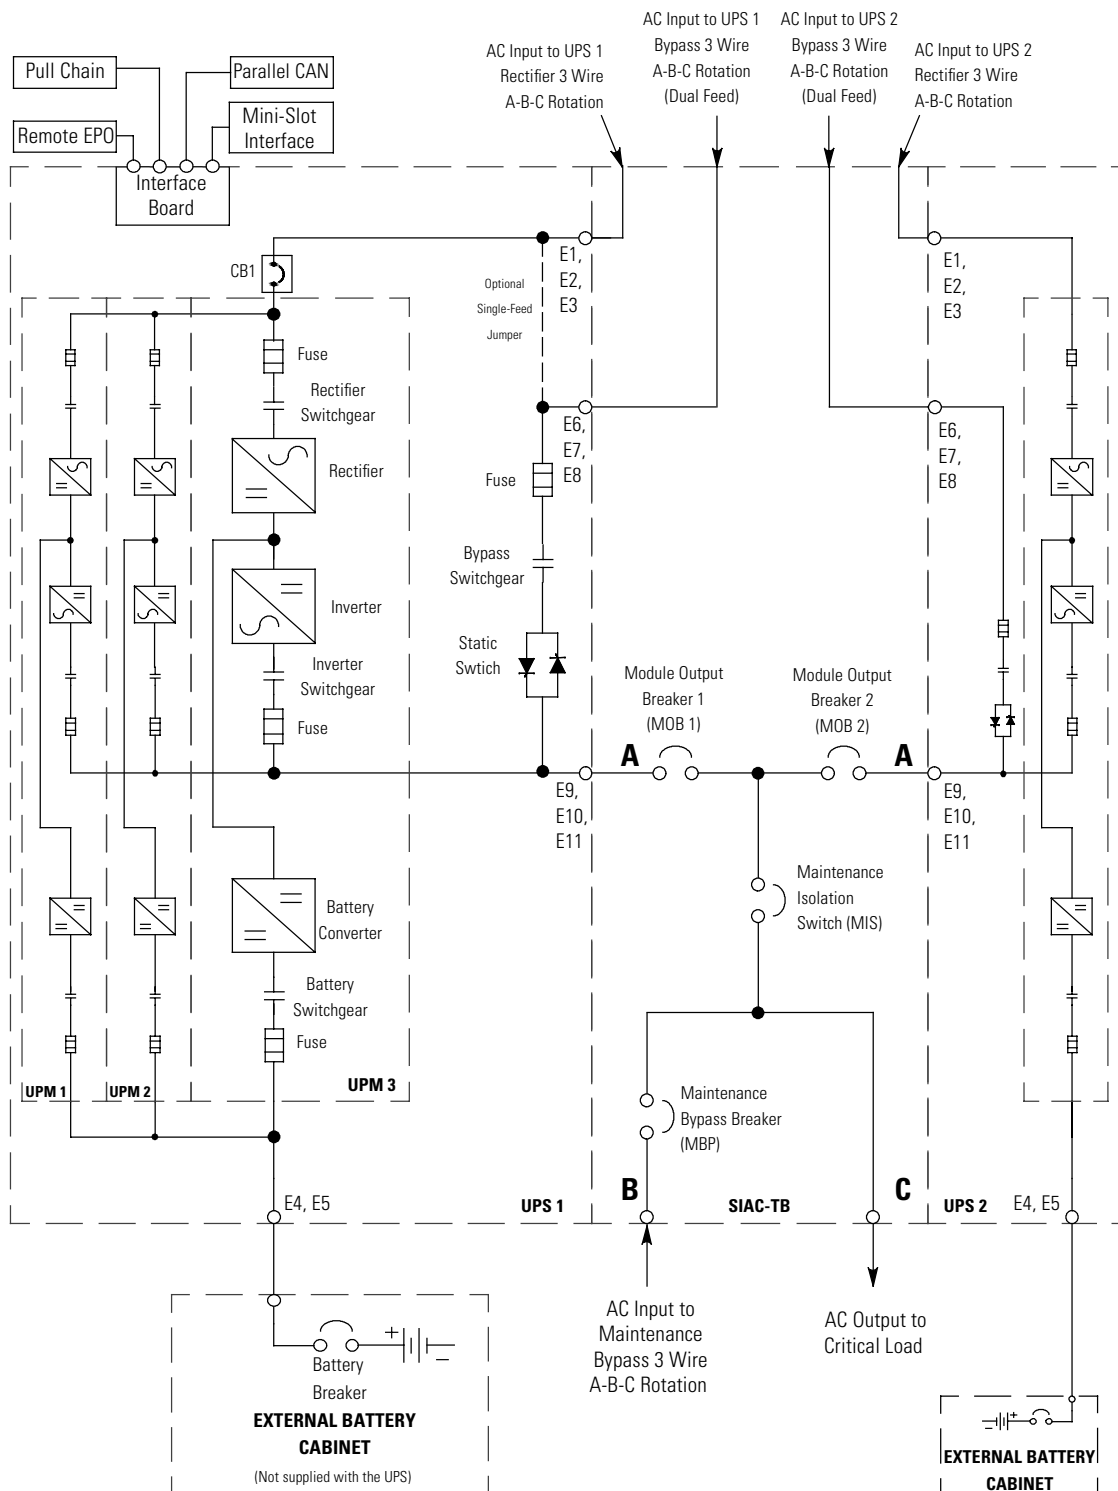 AC Input to UPS 1
Bypass 3 Wire
A-B-C Rotation
(Dual Feed)
AC Input to UPS 2
Bypass 3 Wire
A-B-C Rotation
(Dual Feed)
AC Input to UPS 1
Rectifier 3 Wire
A-B-C Rotation
AC Input to UPS 2
Rectifier 3 Wire
A-B-C Rotation
Pull Chain
Parallel CAN
Remote EPO
Mini-Slot
Interface
Interface
Board
CB1
Optional
Single-Feed
Jumper
E1,
E2,
E3
E1,
E2,
E3
Fuse
Rectifier
Switchgear
Rectifier
E6,
E7,
E8
E6,
E7,
E8
Fuse
Bypass
Switchgear
Inverter
Static
Swtich
Inverter
Switchgear
Fuse
Module Output
Breaker 1
(MOB 1)
Module Output
Breaker 2
(MOB 2)
A
A
E9,
E10,
E11
E9,
E10,
E11
Maintenance
Isolation
Switch (MIS)
Battery
Converter
Battery
Switchgear
Fuse
UPM 1
UPM 2
UPM 3
Maintenance
Bypass Breaker
(MBP)
B
C
E4, E5
UPS 1
SIAC-TB
UPS 2
E4, E5
AC Input to
Maintenance
Bypass 3 Wire
A-B-C Rotation
AC Output to
Critical Load
+
–
Battery
Breaker
EXTERNAL BATTERY
CABINET
(Not supplied with the UPS)
–
+
EXTERNAL BATTERY
CABINET